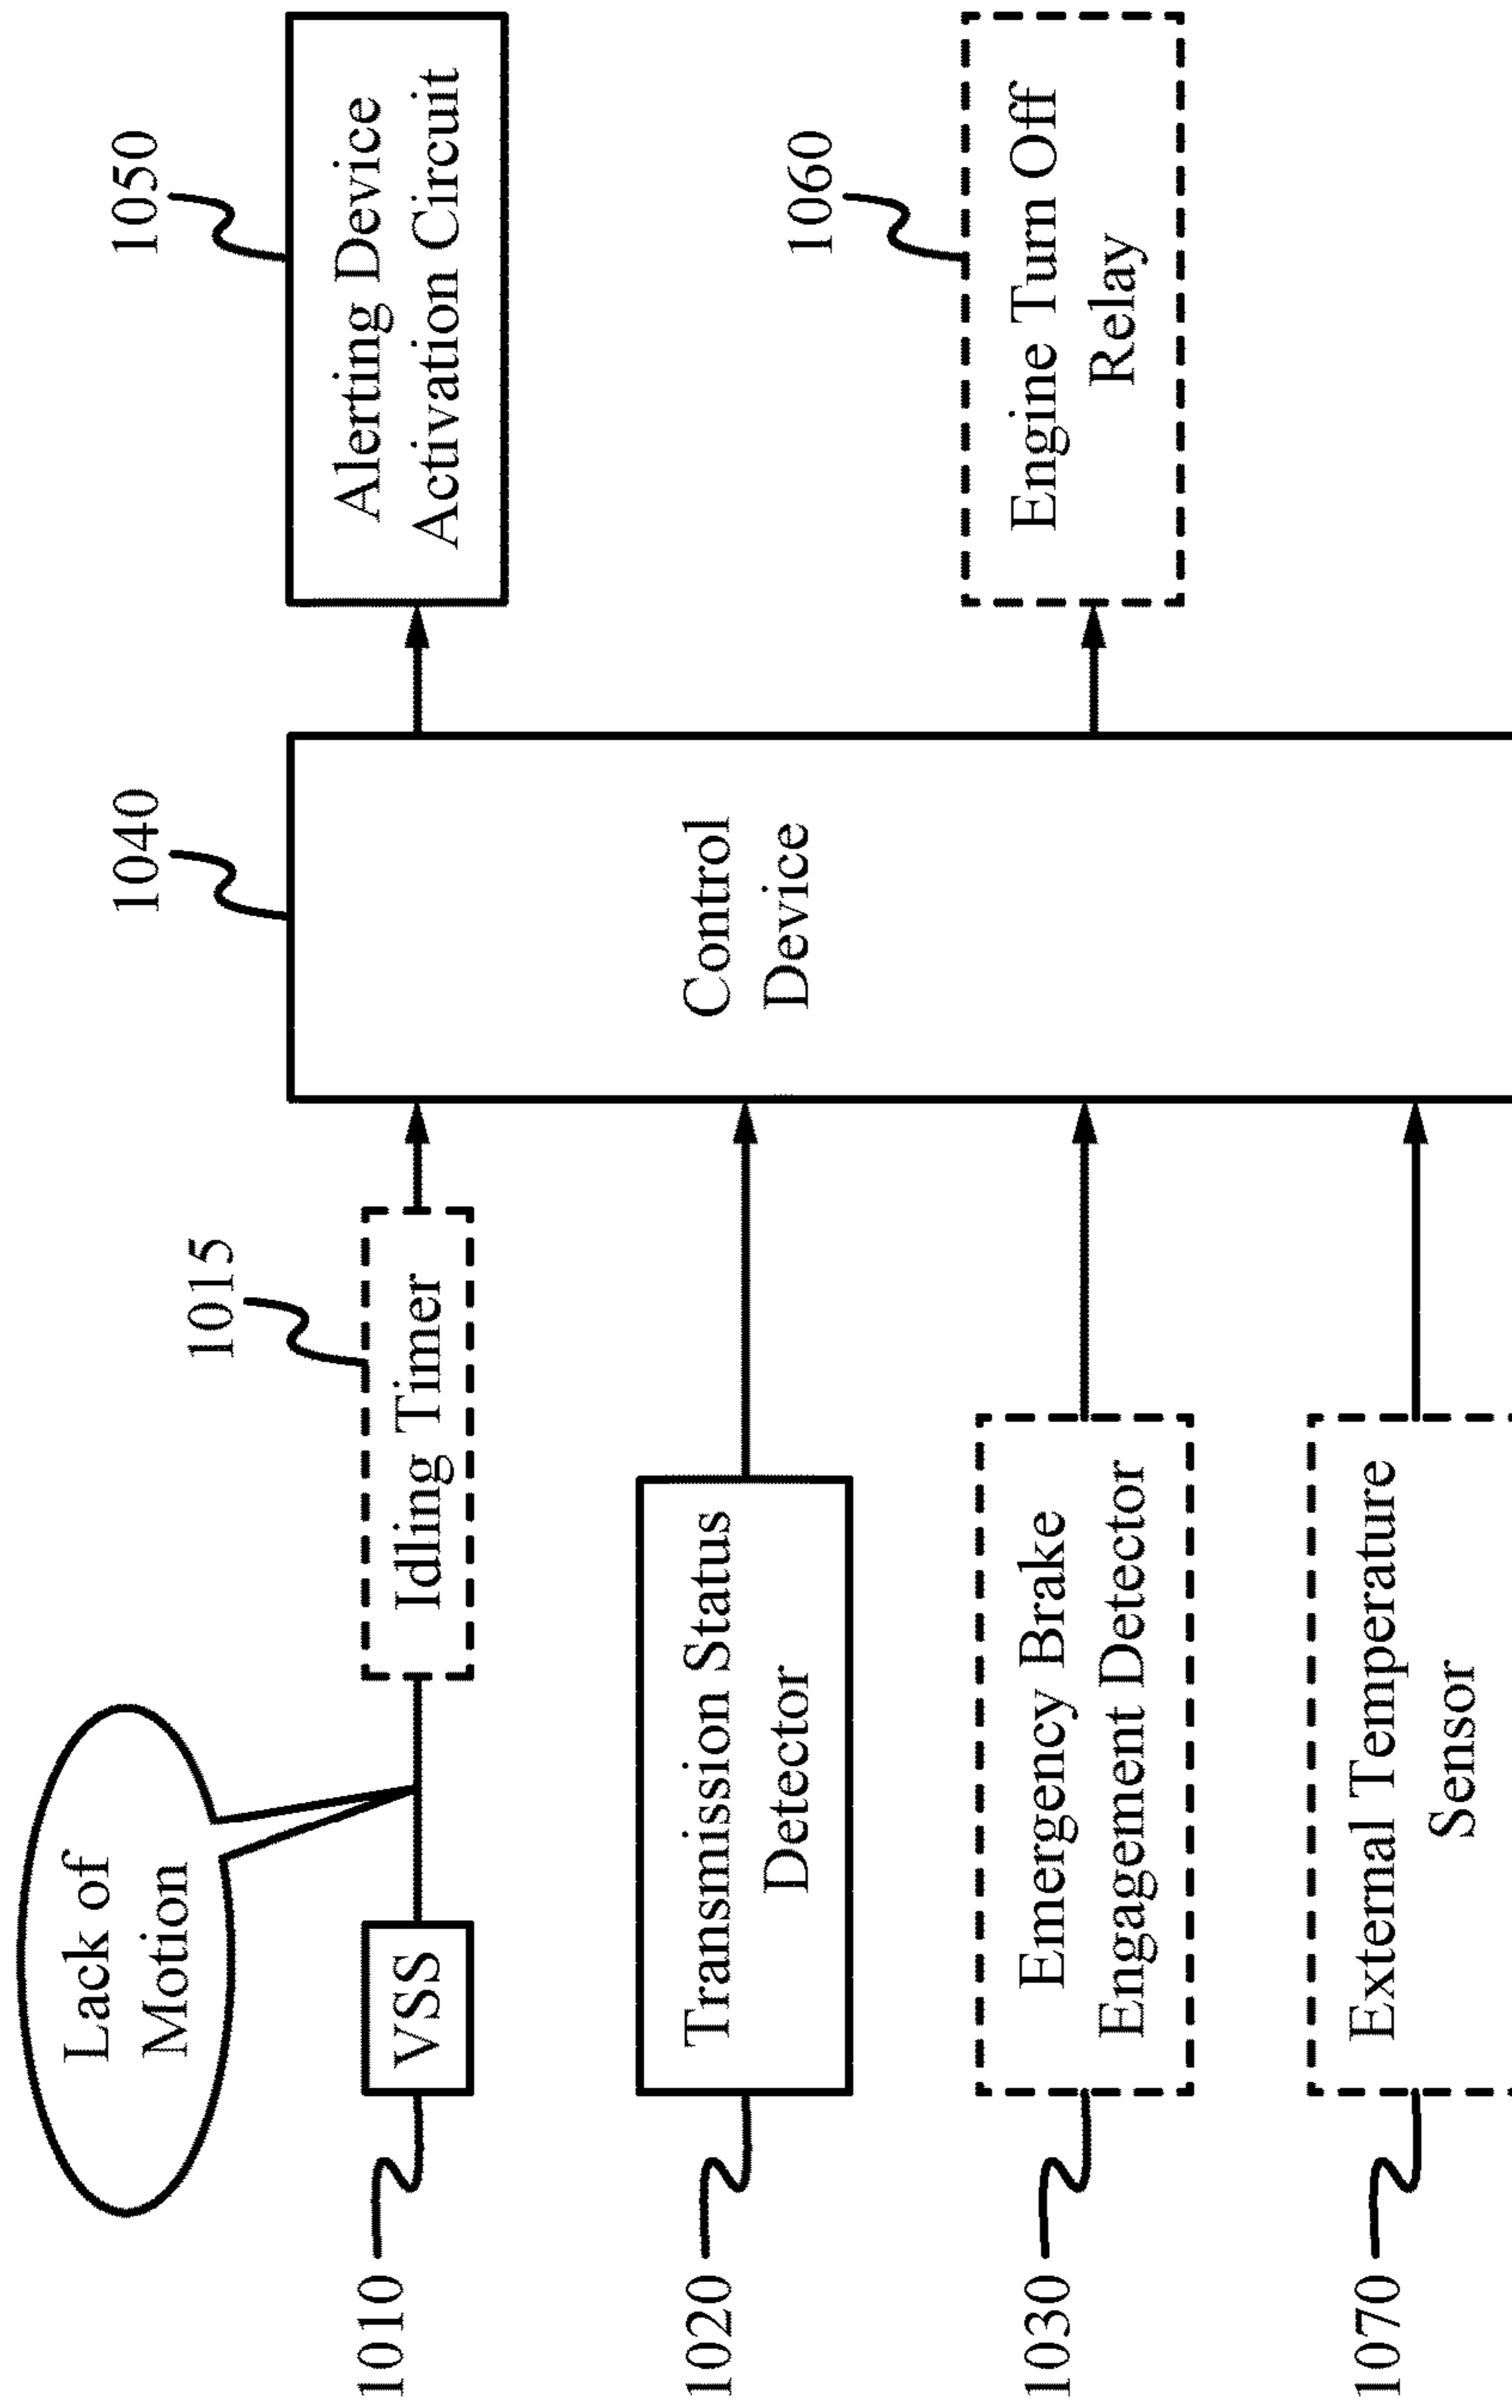 Lack of
Motion
1010
VSS
1015
Idling Timer
1020
Transmission Status
Detector
1030
Emergency Brake
Engagement Detector
1070
External Temperature
Sensor
1040
Control
Device
1050
Alerting Device
Activation Circuit
1060
Engine Turn Off
Relay